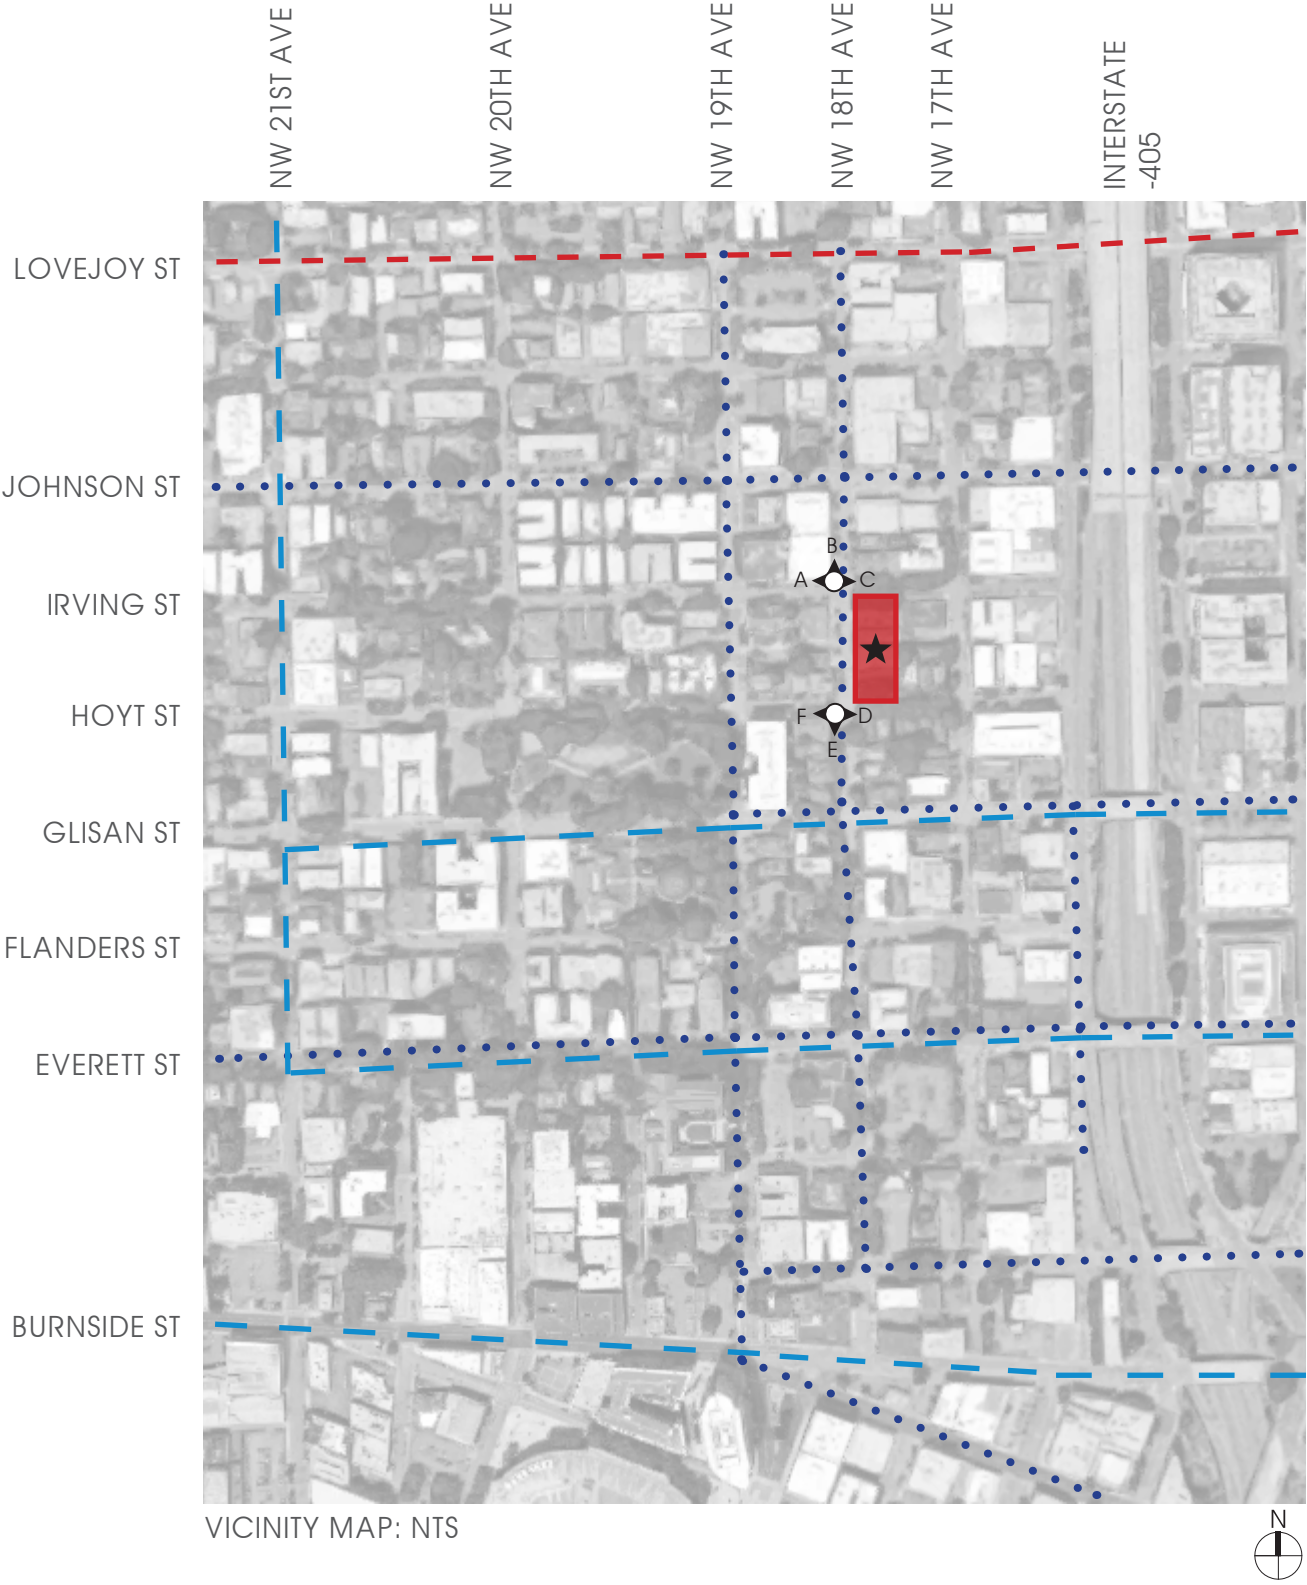 NW 21ST AVE
NW 20TH AVE
NW 19TH AVE
NW 18TH AVE
NW 17TH AVE
INTERSTATE
-405
LOVEJOY ST
JOHNSON ST
B
A
C
IRVING ST
HOYT ST
F
D
E
GLISAN ST
FLANDERS ST
EVERETT ST
BURNSIDE ST
VICINITY MAP: NTS
N